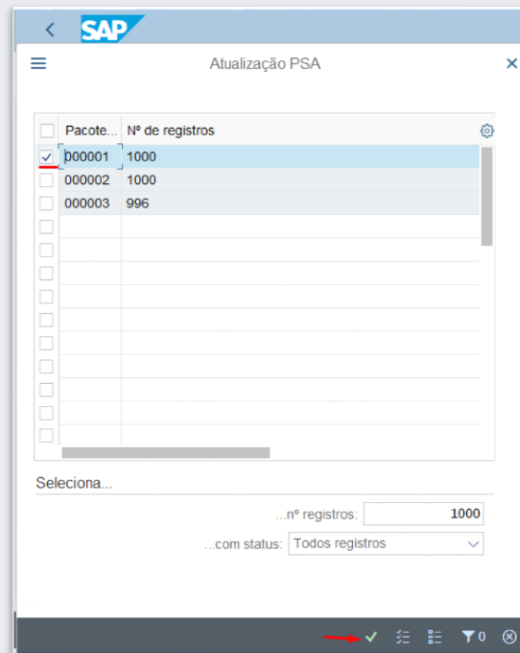 SAP
Atualização PSA
Pacote... Nº de registros
000001 1000
000002 1000
000003 996
Seleciona...
...nº registros: 1000
...com status: Todos registros
0